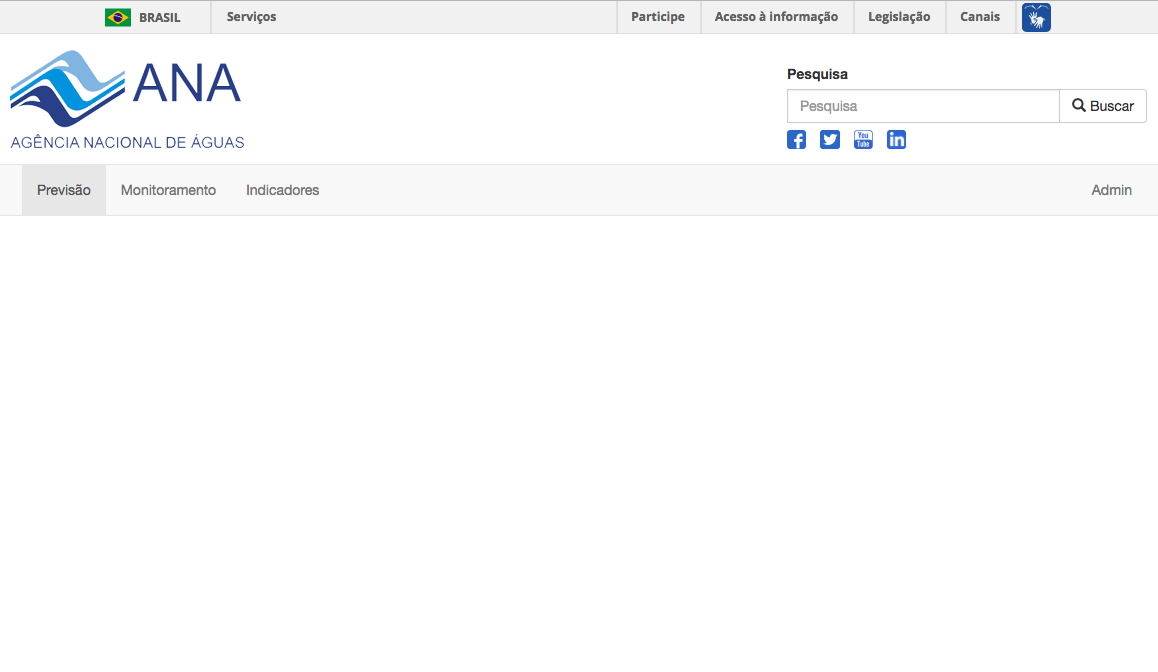 BRASIL Serviços Participe Acesso à informação Legislação Canais
ANA
AGÊNCIA NACIONAL DE ÁGUAS
Pesquisa
Pesquisa Buscar
You Tube
Previsão Monitoramento Indicadores Admin